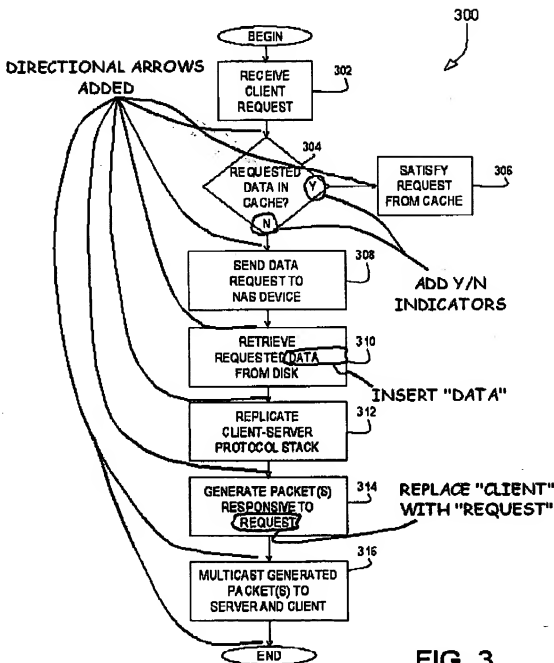 300
BEGIN
DIRECTIONAL ARROWS
ADDED
RECEIVE
CLIENT
REQUEST
302
304
REQUESTED
DATA IN
CACHE?
Y
N
SATISFY
REQUEST
FROM CACHE
306
SEND DATA
REQUEST TO
NAS DEVICE
308
ADD Y/N
INDICATORS
RETRIEVE
REQUESTED DATA
FROM DISK
310
INSERT "DATA"
REPLICATE
CLIENT-SERVER
PROTOCOL STACK
312
GENERATE PACKET(S)
RESPONSIVE TO
REQUEST
314
REPLACE "CLIENT"
WITH "REQUEST"
MULTICAST GENERATED
PACKET(S) TO
SERVER AND CLIENT
316
END
FIG. 3